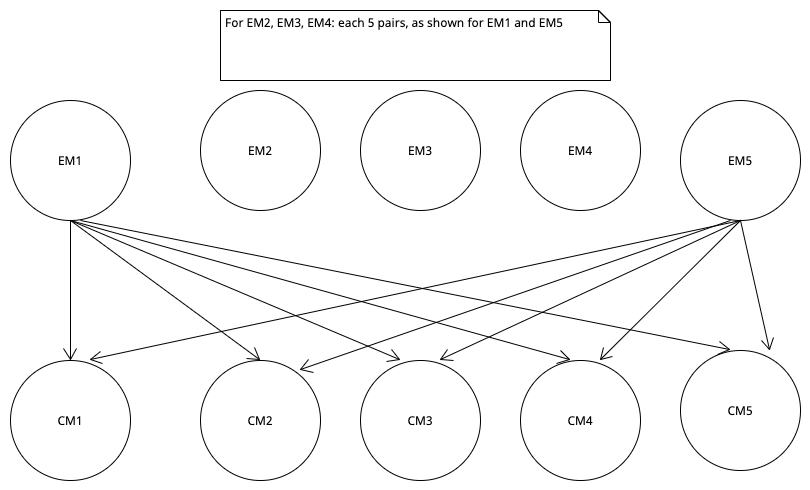 For EM2, EM3, EM4: each 5 pairs, as shown for EM1 and EM5
EM1
EM2
EM3
EM4
EM5
CM1
CM2
CM3
CM4
CM5